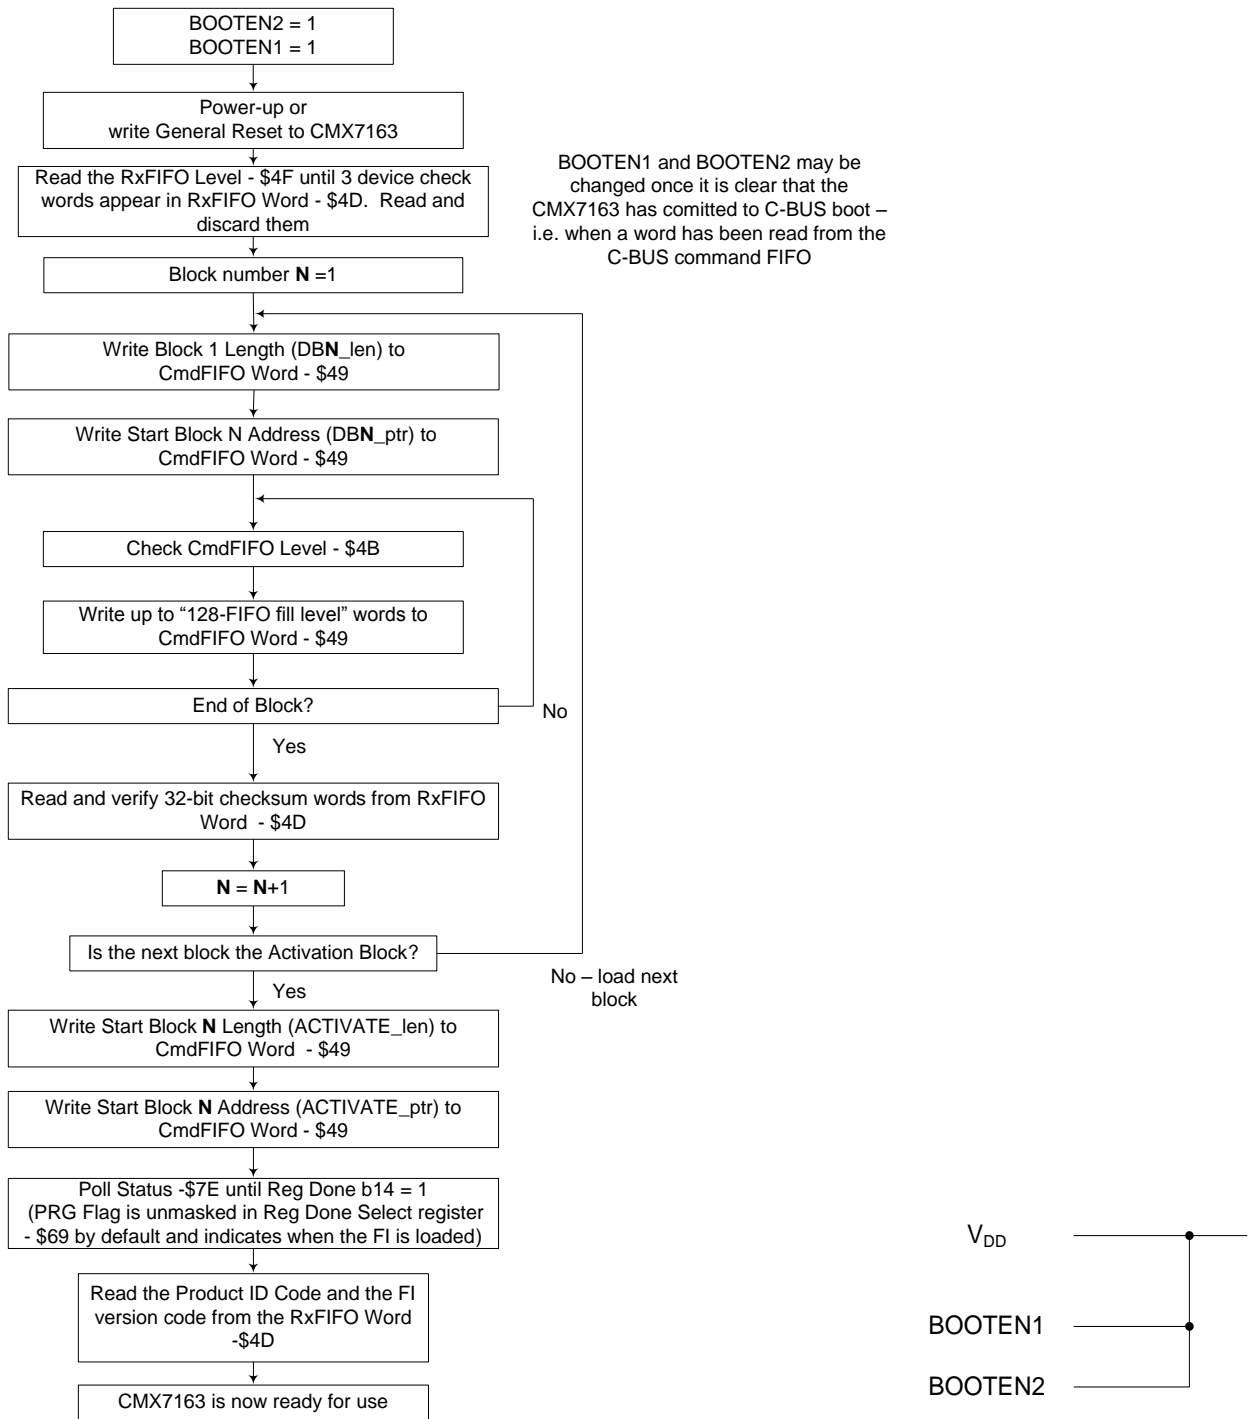 BOOTEN2 = 1
BOOTEN1 = 1
Power-up or
write General Reset to CMX7163
Read the RxFIFO Level - $4F until 3 device check
words appear in RxFIFO Word - $4D.  Read and
discard them
BOOTEN1 and BOOTEN2 may be
changed once it is clear that the
CMX7163 has comitted to C-BUS boot –
i.e. when a word has been read from the
C-BUS command FIFO
Block number N =1
Write Block 1 Length (DBN_len) to
CmdFIFO Word - $49
Write Start Block N Address (DBN_ptr) to
CmdFIFO Word - $49
Check CmdFIFO Level - $4B
Write up to “128-FIFO fill level” words to
CmdFIFO Word - $49
End of Block?
No
Yes
Read and verify 32-bit checksum words from RxFIFO
Word  - $4D
N = N+1
Is the next block the Activation Block?
No – load next
block
Yes
Write Start Block N Length (ACTIVATE_len) to
CmdFIFO Word  - $49
Write Start Block N Address (ACTIVATE_ptr) to
CmdFIFO Word - $49
Poll Status -$7E until Reg Done b14 = 1
(PRG Flag is unmasked in Reg Done Select register
- $69 by default and indicates when the FI is loaded)
Read the Product ID Code and the FI
version code from the RxFIFO Word
-$4D
CMX7163 is now ready for use
VDD
BOOTEN1
BOOTEN2